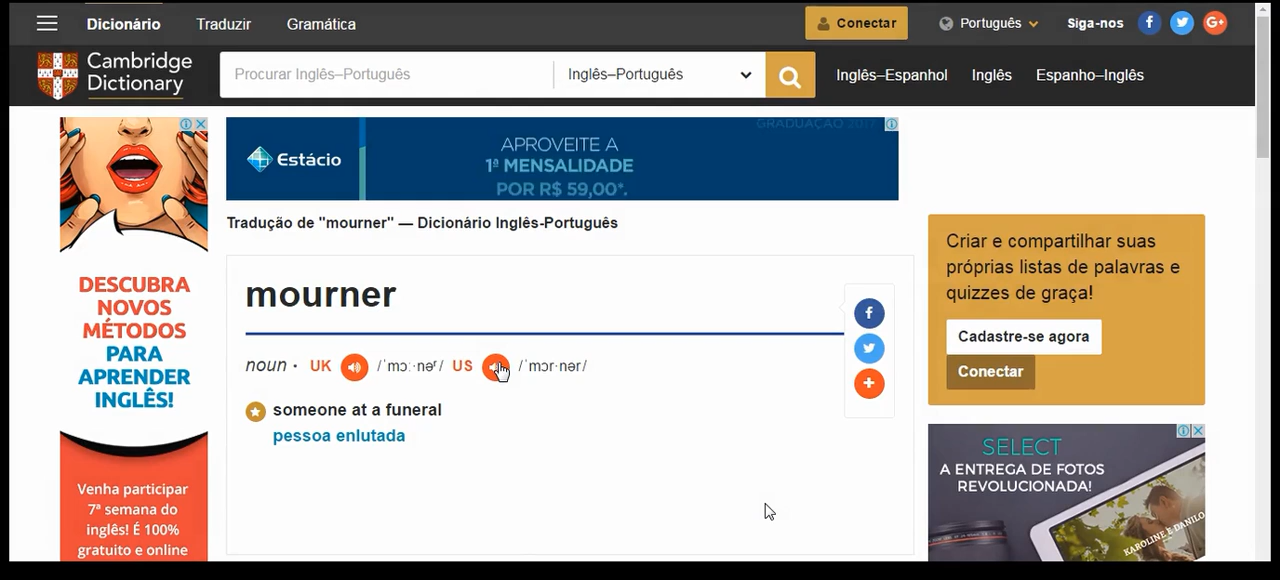 Dicionário Traduzir Gramática Conectar Português Siga-nos
Cambridge
Dictionary
Procurar Inglês–Português Inglês–Português Inglês–Espanhol Inglês Espanho–Inglês
GRADUAÇÃO 2017
Estácio
APROVEITE A
1ª MENSALIDADE
POR R$ 59,00*.
DESCUBRA
NOVOS
MÉTODOS
PARA
APRENDER
INGLÊS!
Venha participar
7ª semana do
inglês! É 100%
gratuito e online
Tradução de "mourner" — Dicionário Inglês-Português
mourner
noun · UK /ˈmɔː·nəʳ/ US /ˈmɔr·nər/
someone at a funeral
pessoa enlutada
Criar e compartilhar suas
próprias listas de palavras e
quizzes de graça!
Cadastre-se agora
Conectar
SELECT
A ENTREGA DE FOTOS
REVOLUCIONADA!
KAROLINE E DANILO